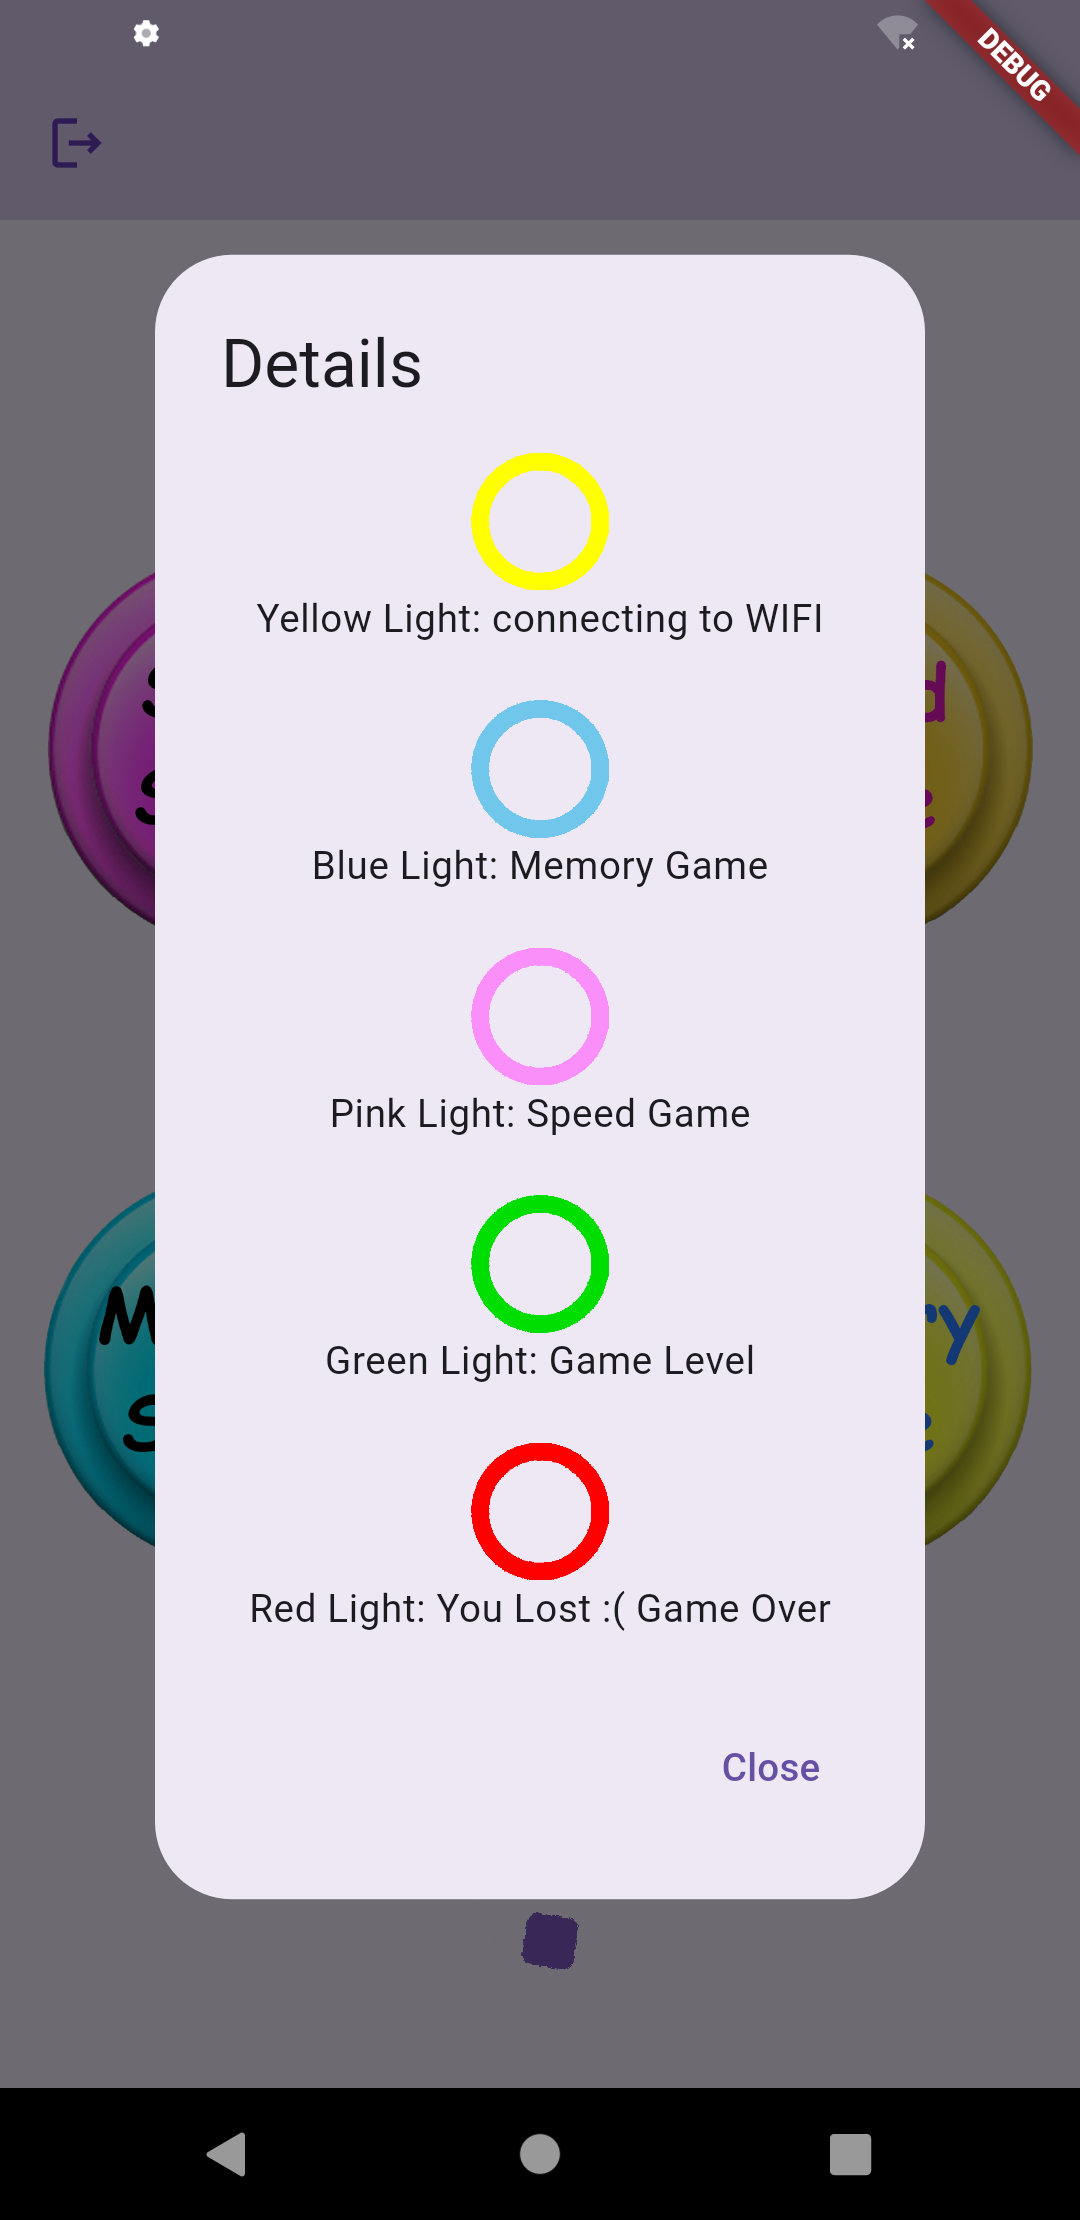 DEBUG
Details
Yellow Light: connecting to WIFI
Blue Light: Memory Game
Pink Light: Speed Game
Green Light: Game Level
Red Light: You Lost :( Game Over
Close